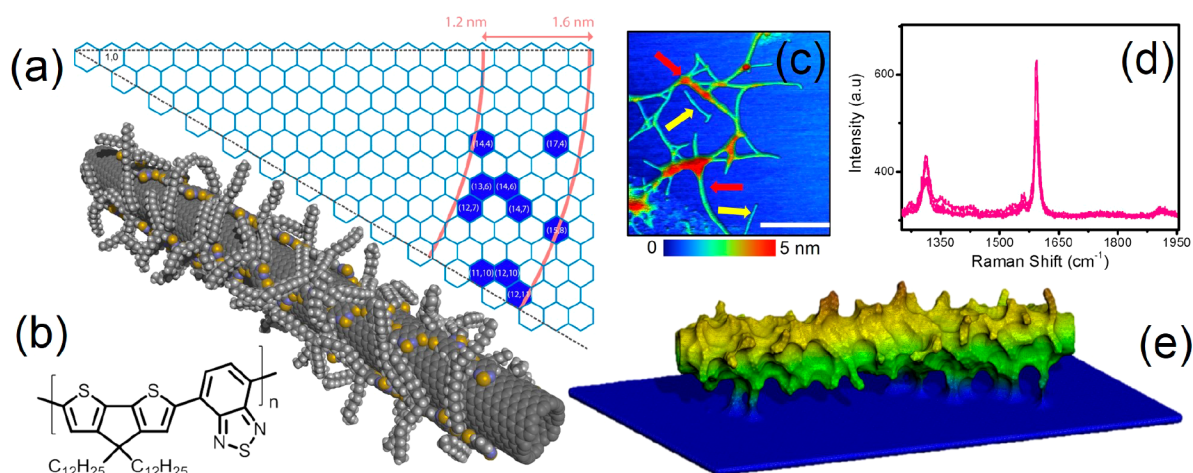 (a)
1.2 nm
1.6 nm
1,0
(14,4)
(17,4)
(13,6)
(14,6)
(12,7)
(14,7)
(15,8)
(11,10)
(12,10)
(c)
0
5 nm
(d)
600
400
Intensity (a.u)
1350
1500
1650
1800
1950
Raman Shift (cm⁻¹)
(b)
S
S
n
N
N
S
C₁₂H₂₅
C₁₂H₂₅
(e)